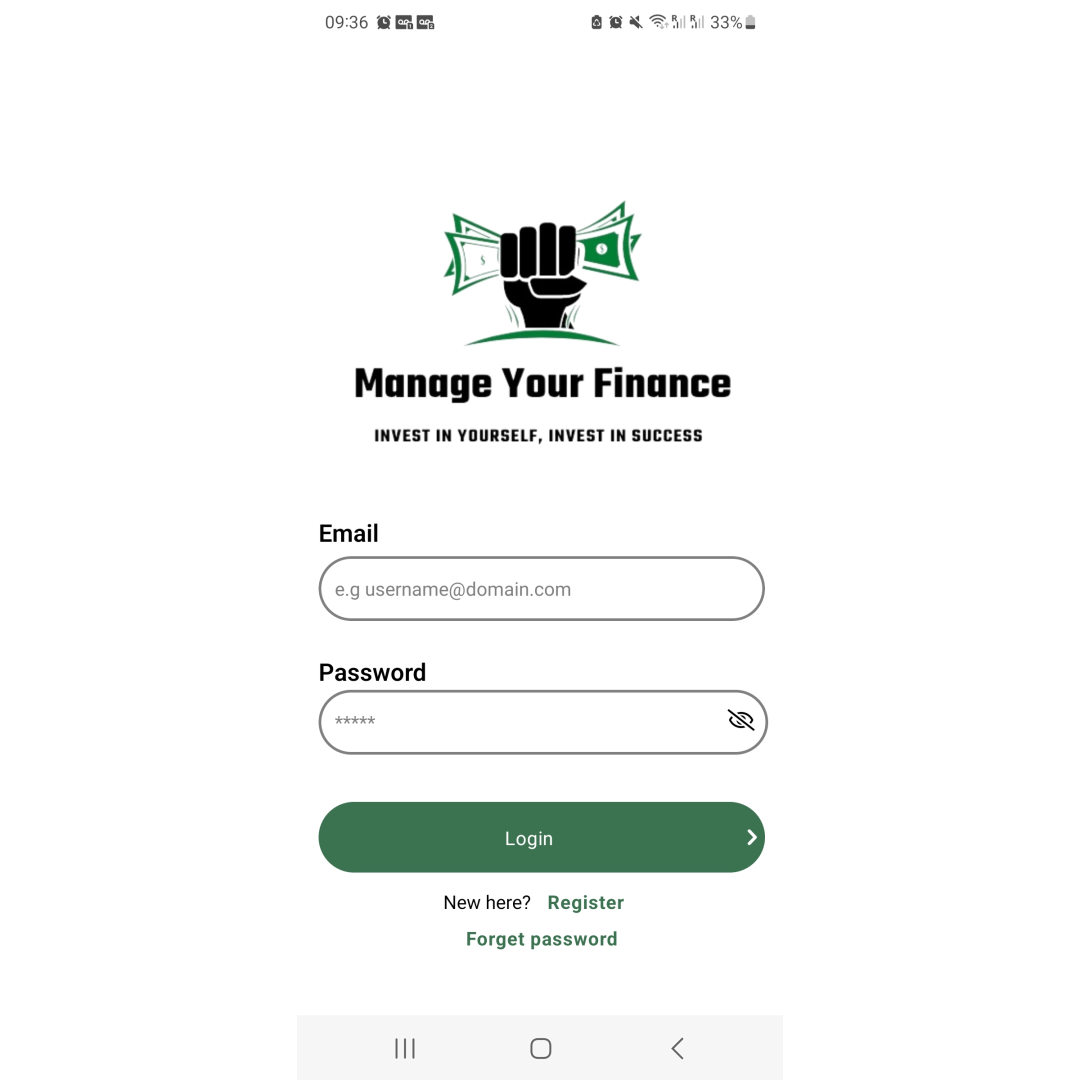 09:36 33%
Manage Your Finance
INVEST IN YOURSELF, INVEST IN SUCCESS
Email
e.g username@domain.com
Password
*****
Login
New here? Register
Forget password